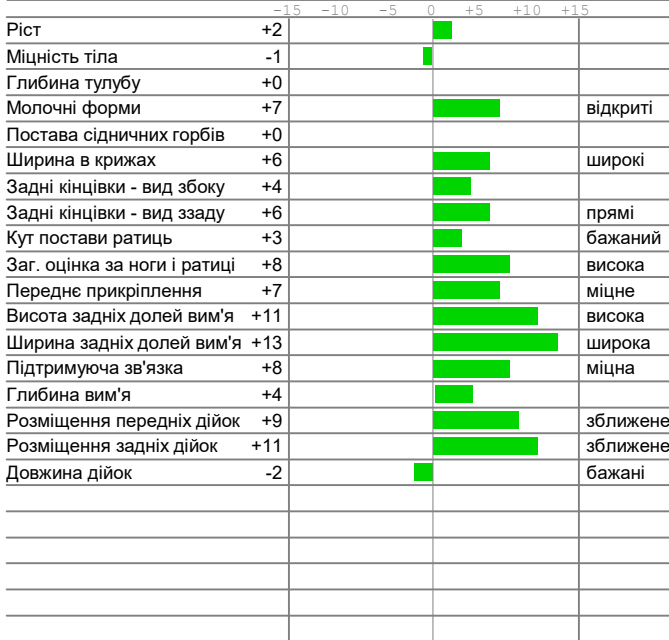 -15 -10 -5 0 +5 +10 +15
Ріст +2
Міцність тіла -1
Глибина тулубу +0
Молочні форми +7 відкриті
Постава сідничних горбів +0
Ширина в крижах +6 широкі
Задні кінцівки - вид збоку +4
Задні кінцівки - вид ззаду +6 прямі
Кут постави ратиць +3 бажаний
Заг. оцінка за ноги і ратиці +8 висока
Переднє прикріплення +7 міцне
Висота задніх долей вим'я +11 висока
Ширина задніх долей вим'я +13 широка
Підтримуюча зв'язка +8 міцна
Глибина вим'я +4
Розміщення передніх дійок +9 зближене
Розміщення задніх дійок +11 зближене
Довжина дійок -2 бажані